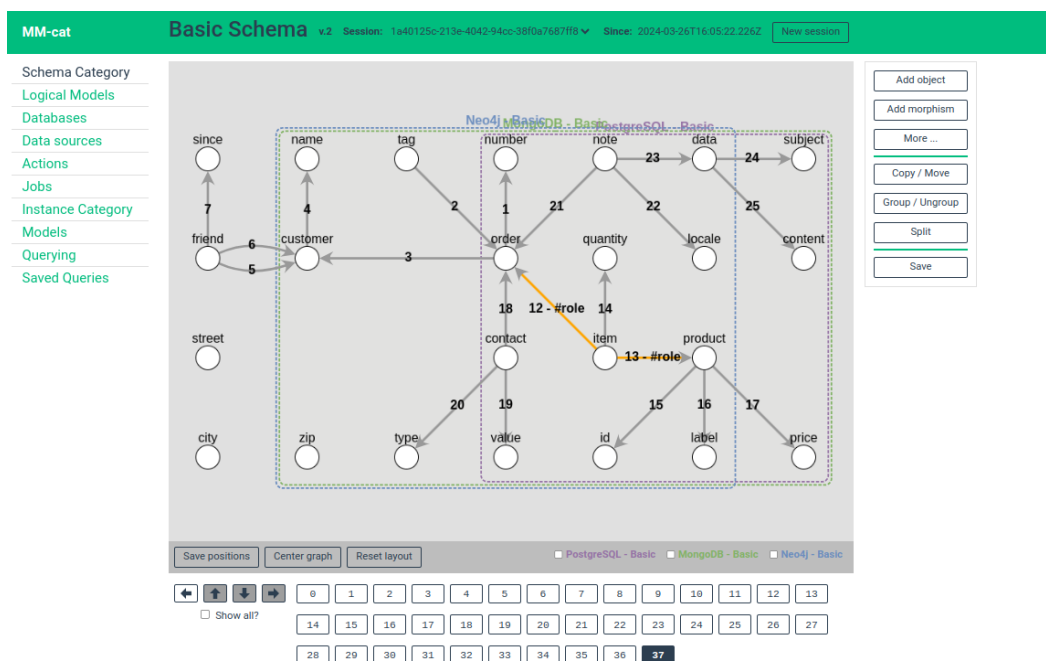 MM-cat
Basic Schema v.2 Session: 1a40125c-213e-4042-94cc-38f0a7687ff8 Since: 2024-03-26T16:05:22.226Z New session
Schema Category
Logical Models
Databases
Data sources
Actions
Jobs
Instance Category
Models
Querying
Saved Queries
Neo4j - Basic
MongoDB - Basic
PostgreSQL - Basic
since name tag number note data subject
23 24
7 4 2 1 21 22 25
friend customer order quantity locale content
6
5 3
18 12 - #role 14
street contact item product
13 - #role
20 19 15 16 17
city zip type value id label price
Add object
Add morphism
More ...
Copy / Move
Group / Ungroup
Split
Save
Save positions Center graph Reset layout PostgreSQL - Basic MongoDB - Basic Neo4j - Basic
0 1 2 3 4 5 6 7 8 9 10 11 12 13
Show all?
14 15 16 17 18 19 20 21 22 23 24 25 26 27
28 29 30 31 32 33 34 35 36 37